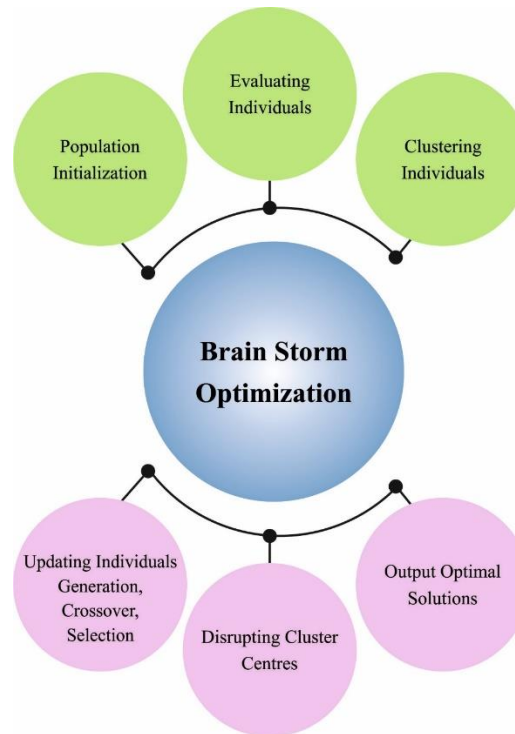 Population
Initialization
Evaluating
Individuals
Clustering
Individuals
Brain Storm
Optimization
Updating Individuals
Generation,
Crossover,
Selection
Disrupting Cluster
Centres
Output Optimal
Solutions